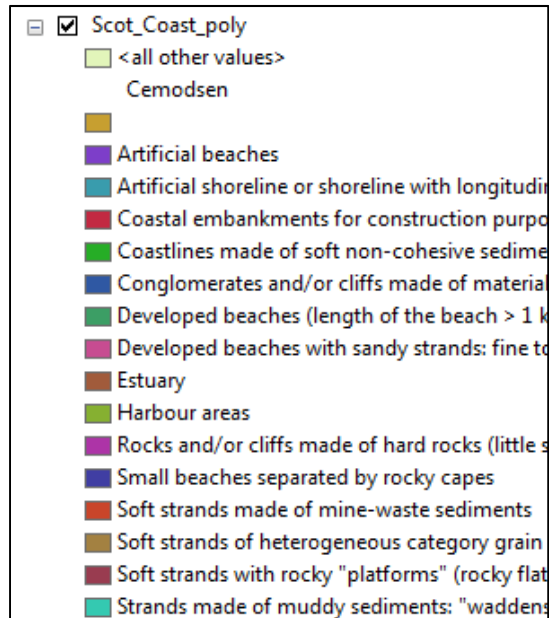 Scot_Coast_poly
<all other values>
Cemodsen
Artificial beaches
Artificial shoreline or shoreline with longitudin
Coastal embankments for construction purpo
Coastlines made of soft non-cohesive sedime
Conglomerates and/or cliffs made of material
Developed beaches (length of the beach > 1 k
Developed beaches with sandy strands: fine to
Estuary
Harbour areas
Rocks and/or cliffs made of hard rocks (little s
Small beaches separated by rocky capes
Soft strands made of mine-waste sediments
Soft strands of heterogeneous category grain
Soft strands with rocky "platforms" (rocky flat
Strands made of muddy sediments: "waddens